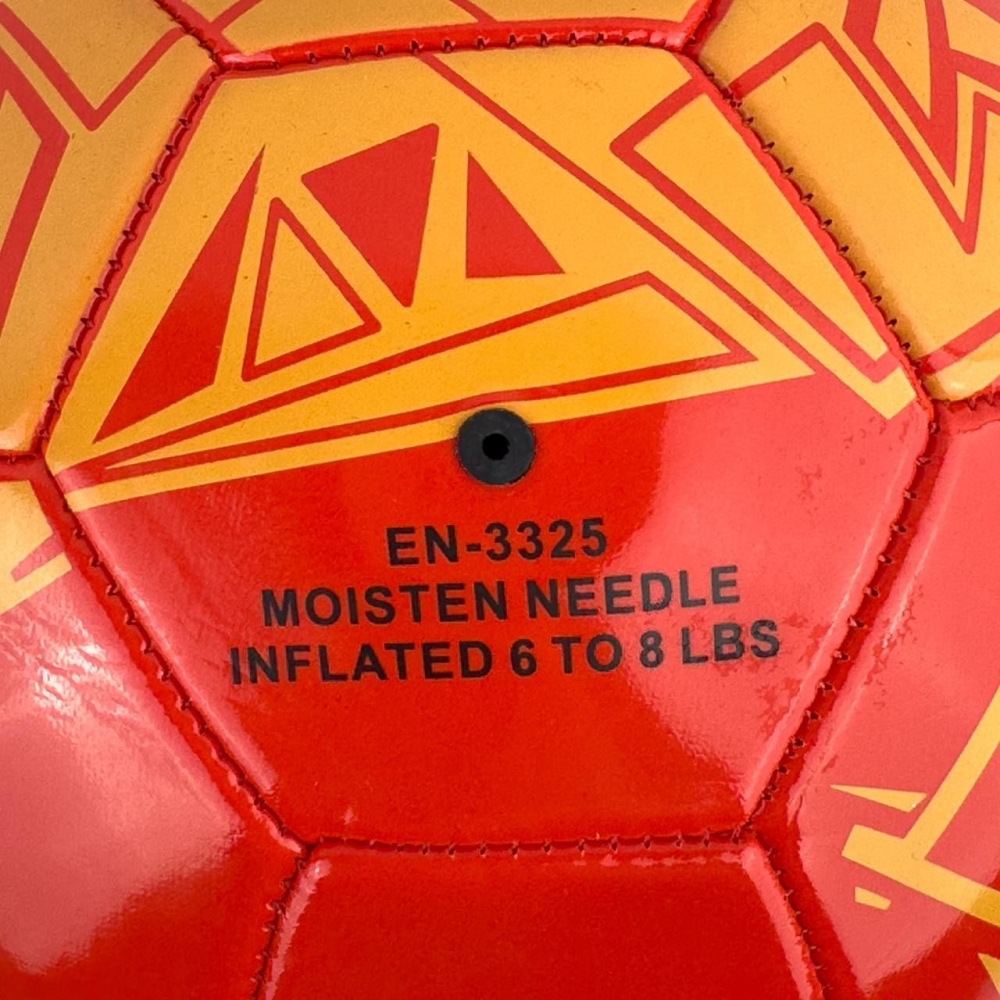 EN-3325
MOISTEN NEEDLE
INFLATED 6 TO 8 LBS